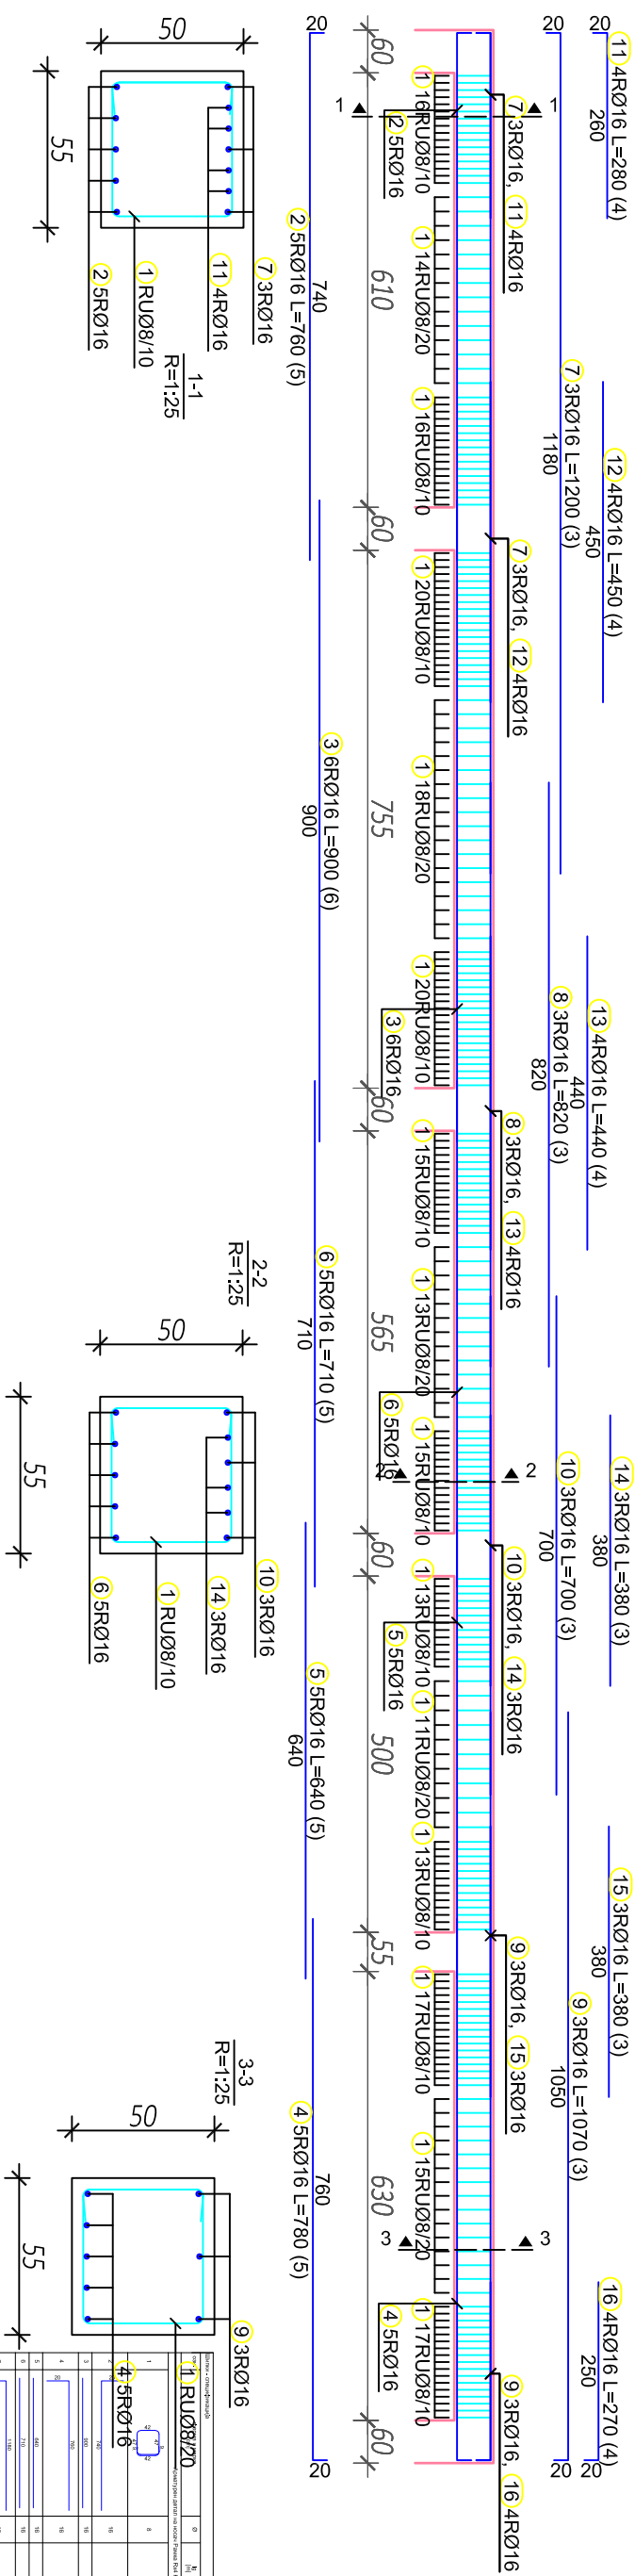 11 4RØ16 L=280 (4)
260
20
12 4RØ16 L=450 (4)
450
13 4RØ16 L=440 (4)
440
14 3RØ16 L=380 (3)
380
15 3RØ16 L=380 (3)
380
16 4RØ16 L=270 (4)
250
20
7 3RØ16 L=1200 (3)
1180
20
8 3RØ16 L=820 (3)
820
10 3RØ16 L=700 (3)
700
9 3RØ16 L=1070 (3)
1050
20
7 3RØ16, 11 4RØ16
7 3RØ16, 12 4RØ16
8 3RØ16, 13 4RØ16
10 3RØ16, 14 3RØ16
9 3RØ16, 15 3RØ16
9 3RØ16, 16 4RØ16
1
1
2
2
3
3
1 16RUØ8/10
1 14RUØ8/20
1 16RUØ8/10
1 20RUØ8/10
1 18RUØ8/20
1 20RUØ8/10
1 15RUØ8/10
1 13RUØ8/20
1 15RUØ8/10
1 13RUØ8/10
1 11RUØ8/20
1 13RUØ8/10
1 17RUØ8/10
1 15RUØ8/20
1 17RUØ8/10
2 5RØ16
3 6RØ16
6 5RØ16
5 5RØ16
4 5RØ16
60
610
60
755
60
565
60
500
55
630
60
20
740
2 5RØ16 L=760 (5)
3 6RØ16 L=900 (6)
900
6 5RØ16 L=710 (5)
710
5 5RØ16 L=640 (5)
640
760
4 5RØ16 L=780 (5)
20
1-1
R=1:25
50
55
7 3RØ16
11 4RØ16
1 RUØ8/10
2 5RØ16
2-2
R=1:25
50
55
10 3RØ16
14 3RØ16
1 RUØ8/10
6 5RØ16
3-3
R=1:25
50
55
9 3RØ16
1 RUØ8/20
4 5RØ16